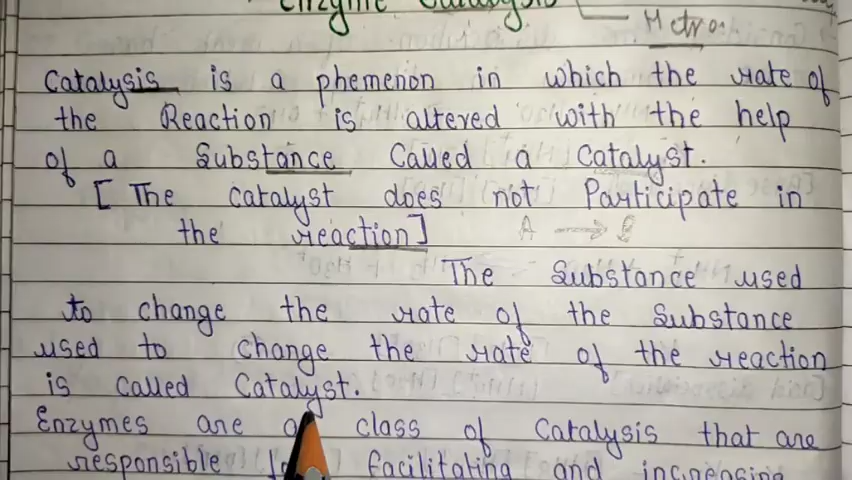 Enzyme Catalysis
Catalysis is a phemenon in which the rate of
the Reaction is altered with the help
of a Substance Called a Catalyst.
[ The catalyst does not Participate in
the reaction] A → B
The Substance used
to change the rate of the Substance
used to change the rate of the reaction
is called Catalyst.
Enzymes are a class of Catalysis that are
responsible facilitating and increasing